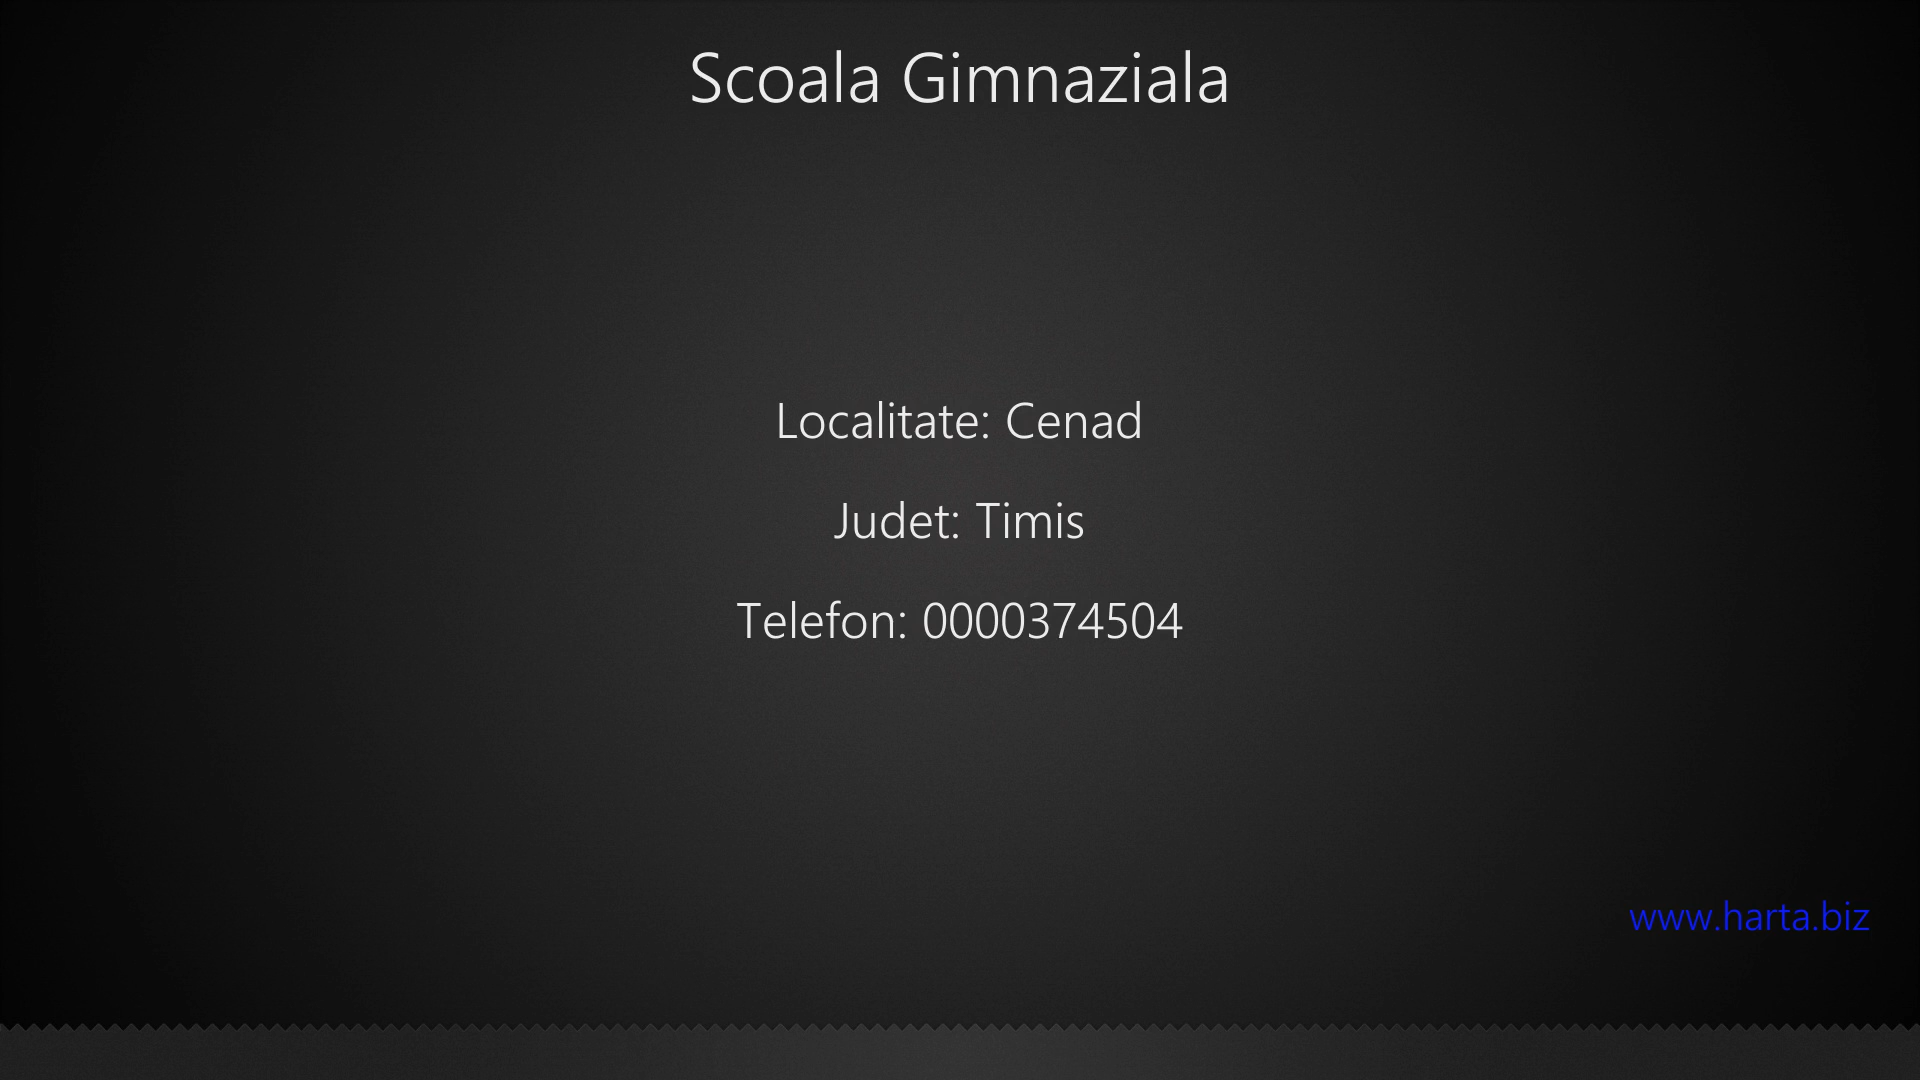 Scoala Gimnaziala
Localitate: Cenad
Judet: Timis
Telefon: 0000374504
www.harta.biz